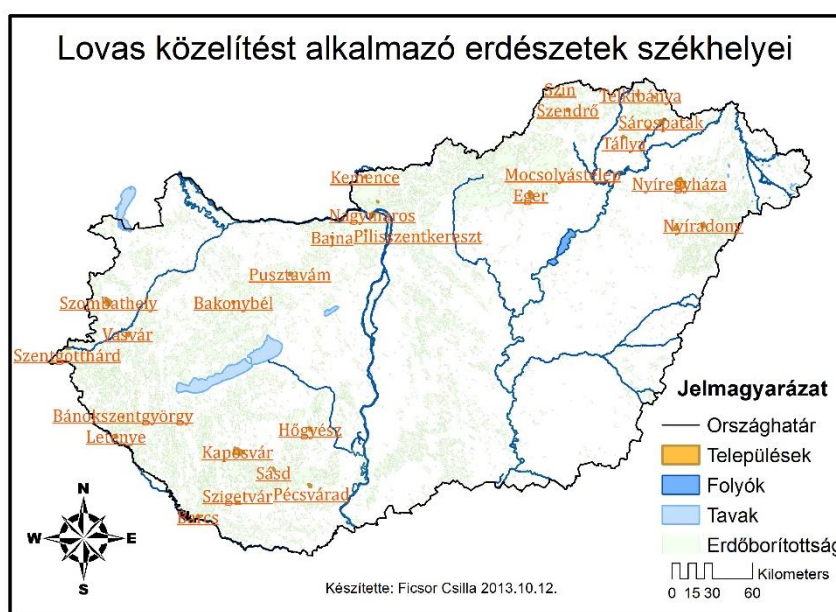 Lovas közelítést alkalmazó erdészetek székhelyei
Szin
Telkibánya
Szendrő
Sárospatak
Tállya
Kemence
Mocsolyástelep
Nyíregyháza
Eger
Nagymaros
Nyíradony
Bajna
Pilisszentkereszt
Pusztavám
Szombathely
Bakonybél
Vasvár
Szentgotthárd
Bánokszentgyörgy
Letenye
Hőgyész
Kaposvár
Sásd
Szigetvár
Pécsvárad
Barcs
Jelmagyarázat
Országhatár
Települések
Folyók
Tavak
Erdőborítottság
Kilometers
0 15 30 60
N
W E
S
Készítette: Ficsor Csilla 2013.10.12.